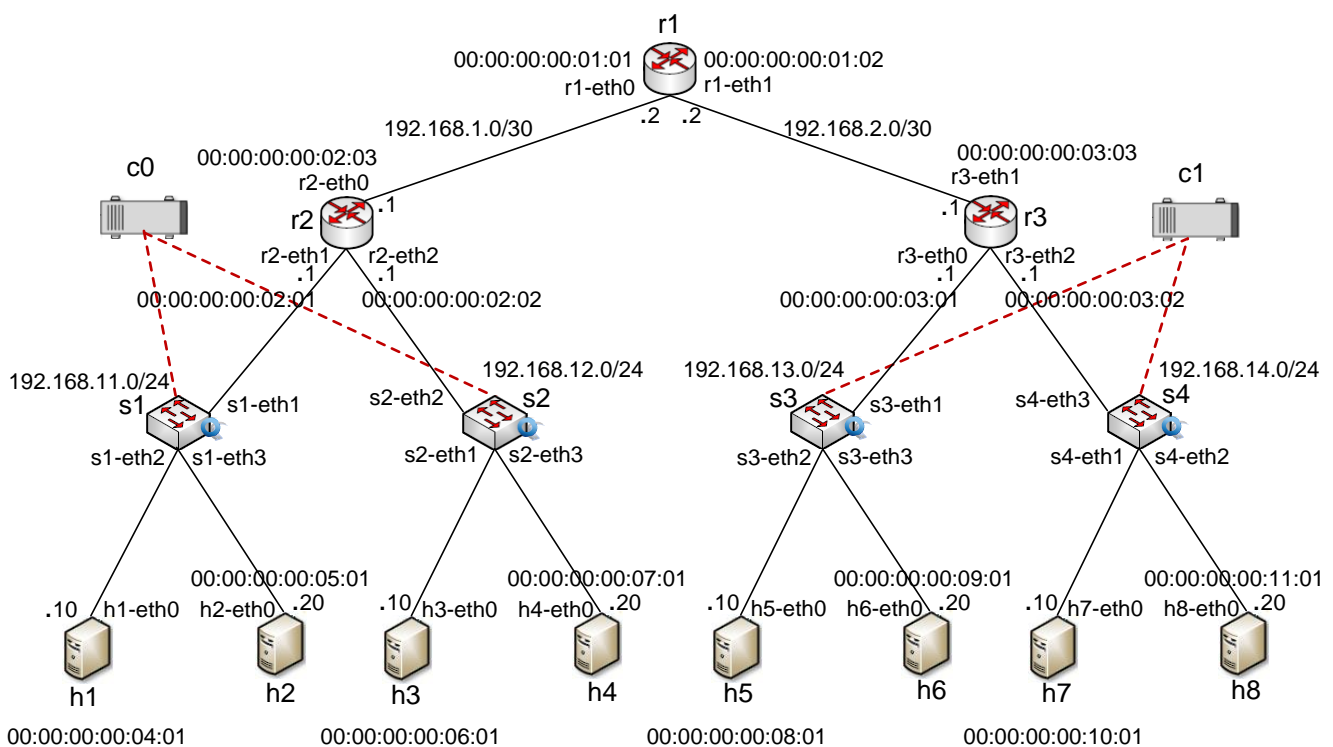 r1
00:00:00:00:01:01 00:00:00:00:01:02
r1-eth0 r1-eth1
.2 .2
192.168.1.0/30 192.168.2.0/30
00:00:00:00:02:03 00:00:00:00:03:03
c0 r2-eth0 r3-eth1 c1
.1 .1
r2 r3
r2-eth1 r2-eth2 r3-eth0 r3-eth2
.1 .1 .1 .1
00:00:00:00:02:01 00:00:00:00:02:02 00:00:00:00:03:01 00:00:00:00:03:02
192.168.11.0/24 192.168.12.0/24 192.168.13.0/24 192.168.14.0/24
s1 s1-eth1 s2-eth2 s2 s3 s3-eth1 s4-eth3 s4
s1-eth2 s1-eth3 s2-eth1 s2-eth3 s3-eth2 s3-eth3 s4-eth1 s4-eth2
00:00:00:00:05:01 00:00:00:00:07:01 00:00:00:00:09:01 00:00:00:00:11:01
.10 h1-eth0 h2-eth0 .20 .10 h3-eth0 h4-eth0 .20 .10 h5-eth0 h6-eth0 .20 .10 h7-eth0 h8-eth0 .20
h1 h2 h3 h4 h5 h6 h7 h8
00:00:00:00:04:01 00:00:00:00:06:01 00:00:00:00:08:01 00:00:00:00:10:01